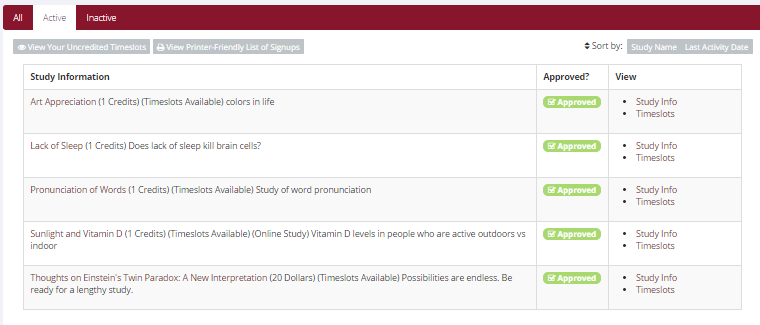 All Active Inactive
View Your Uncredited Timeslots View Printer-Friendly List of Signups Sort by: Study Name Last Activity Date
Study Information Approved? View
Art Appreciation (1 Credits) (Timeslots Available) colors in life Approved • Study Info
• Timeslots
Lack of Sleep (1 Credits) Does lack of sleep kill brain cells? Approved • Study Info
• Timeslots
Pronunciation of Words (1 Credits) (Timeslots Available) Study of word pronunciation Approved • Study Info
• Timeslots
Sunlight and Vitamin D (1 Credits) (Timeslots Available) (Online Study) Vitamin D levels in people who are active outdoors vs Approved • Study Info
indoor • Timeslots
Thoughts on Einstein's Twin Paradox: A New Interpretation (20 Dollars) (Timeslots Available) Possibilities are endless. Be Approved • Study Info
ready for a lengthy study. • Timeslots